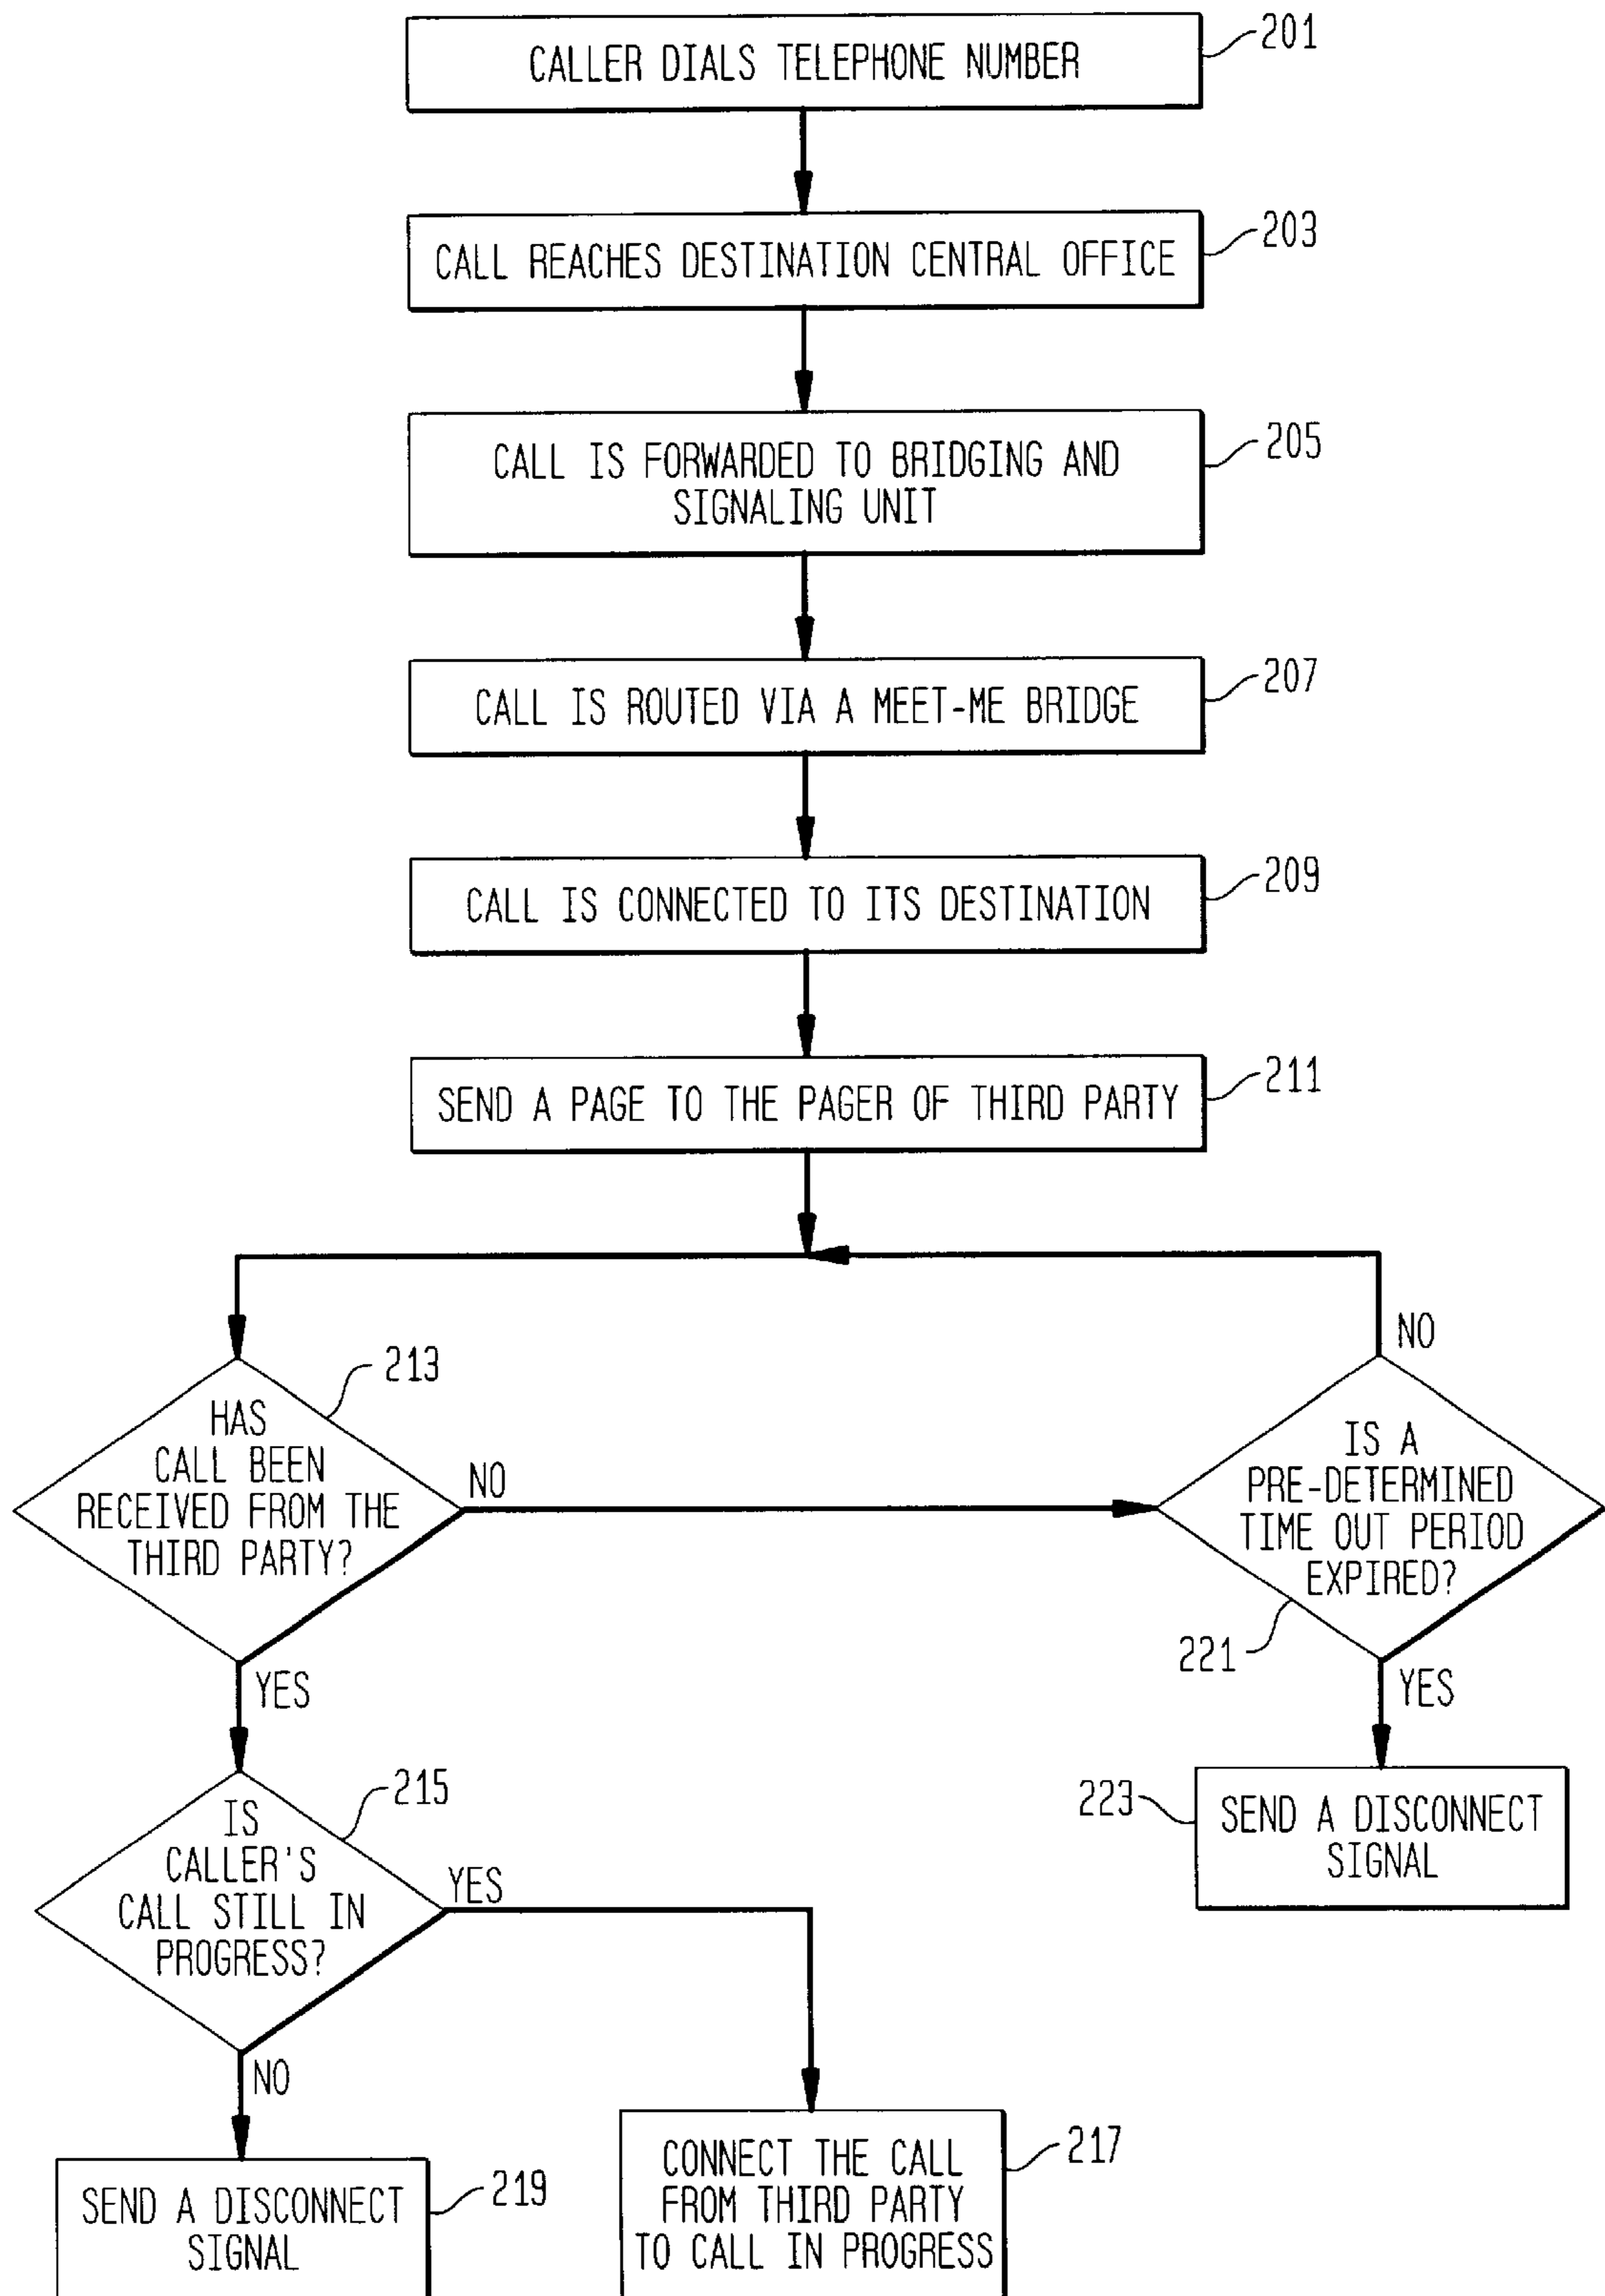 CALLER DIALS TELEPHONE NUMBER
201
CALL REACHES DESTINATION CENTRAL OFFICE
203
CALL IS FORWARDED TO BRIDGING AND
SIGNALING UNIT
205
CALL IS ROUTED VIA A MEET-ME BRIDGE
207
CALL IS CONNECTED TO ITS DESTINATION
209
SEND A PAGE TO THE PAGER OF THIRD PARTY
211
213
HAS
CALL BEEN
RECEIVED FROM THE
THIRD PARTY?
NO
YES
NO
IS A
PRE-DETERMINED
TIME OUT PERIOD
EXPIRED?
221
YES
223
SEND A DISCONNECT
SIGNAL
215
IS
CALLER'S
CALL STILL IN
PROGRESS?
YES
NO
SEND A DISCONNECT
SIGNAL
219
CONNECT THE CALL
FROM THIRD PARTY
TO CALL IN PROGRESS
217